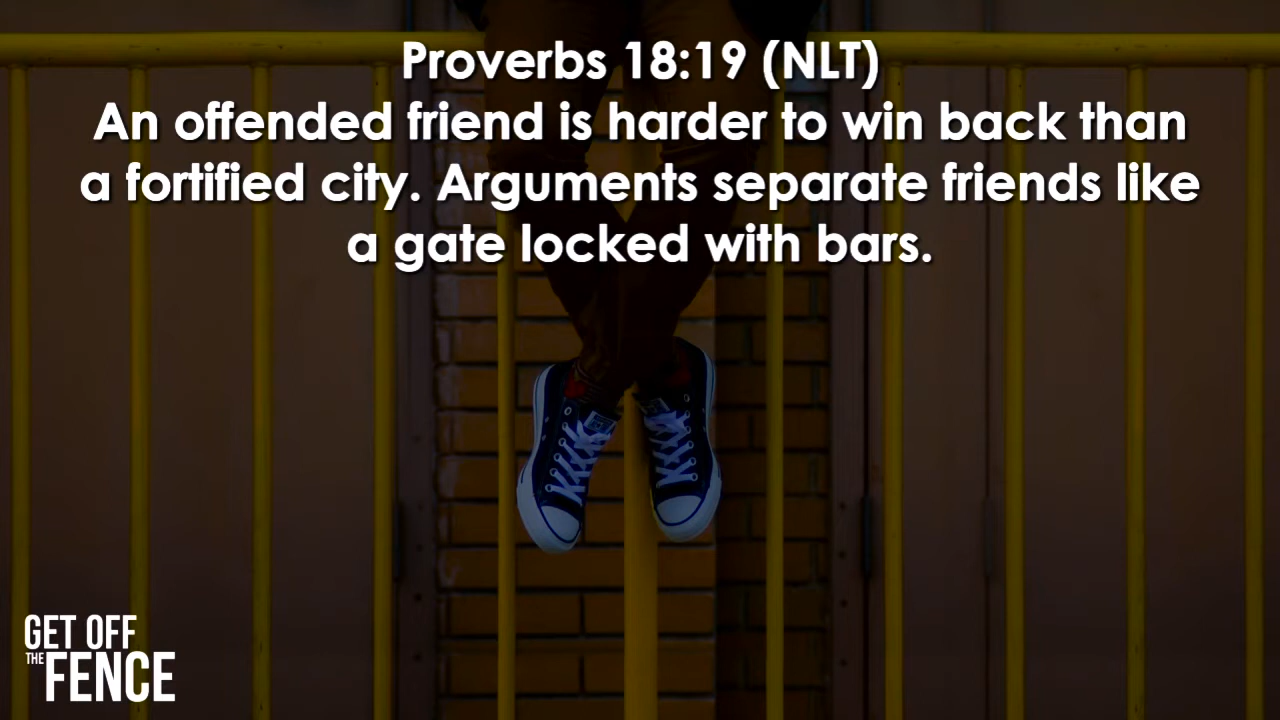 Proverbs 18:19 (NLT)
An offended friend is harder to win back than
a fortified city. Arguments separate friends like
a gate locked with bars.
GET OFF
THE FENCE